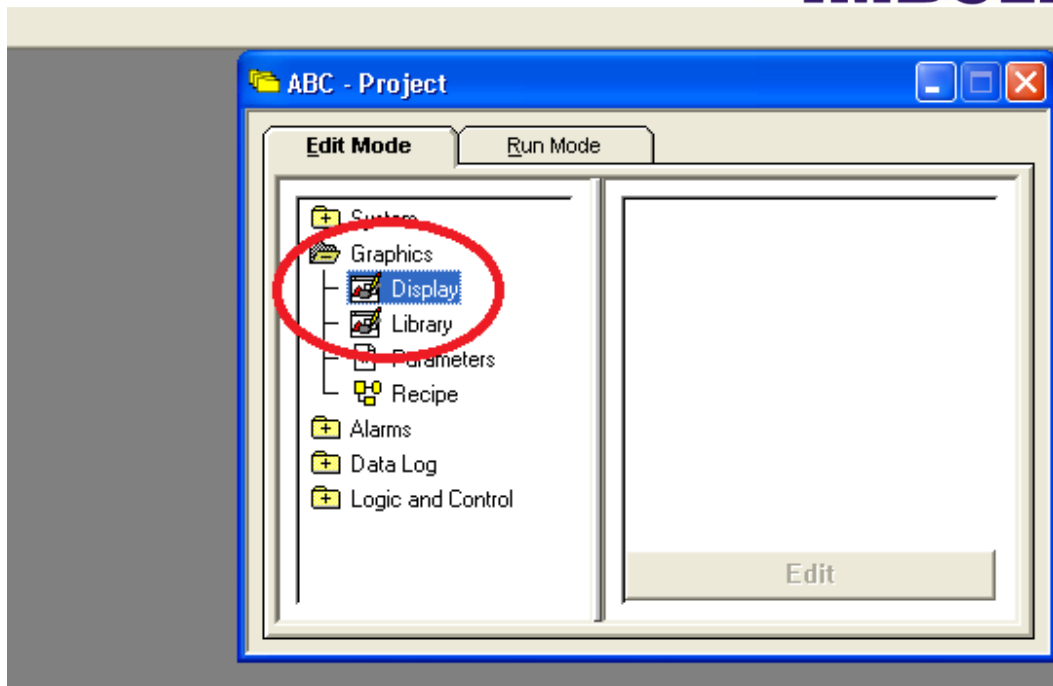 ABC - Project
Edit Mode
Run Mode
System
Graphics
Display
Library
Parameters
Recipe
Alarms
Data Log
Logic and Control
Edit